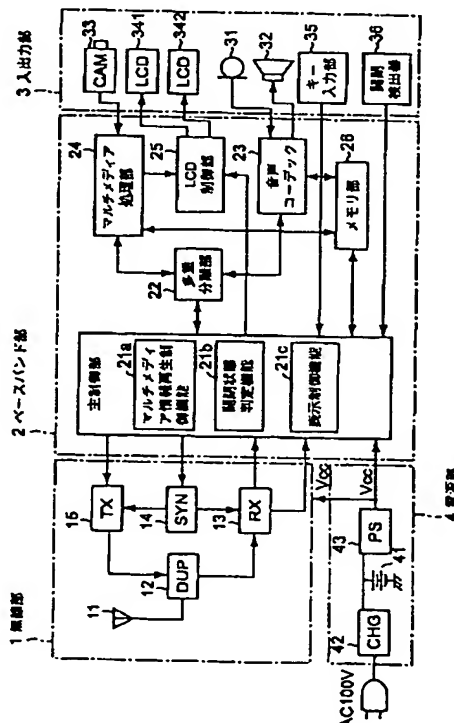 3 入出力部
33
CAM
341
LCD
342
LCD
31
32
35
キー
入力部
36
開閉
検出器
2 ベースバンド部
24
マルチメディア
処理部
25
LCD
制御部
23
音声
コーデック
26
メモリ部
22
多重
分離部
主制御部
21a
マルチメディ
ア情報再生制
御機能
21b
開閉状態
判定機能
21c
表示制御機能
1 無線部
15
TX
14
SYN
13
RX
12
DUP
11
Vcc
Vcc
4 電源部
43
PS
41
42
CHG
AC100V